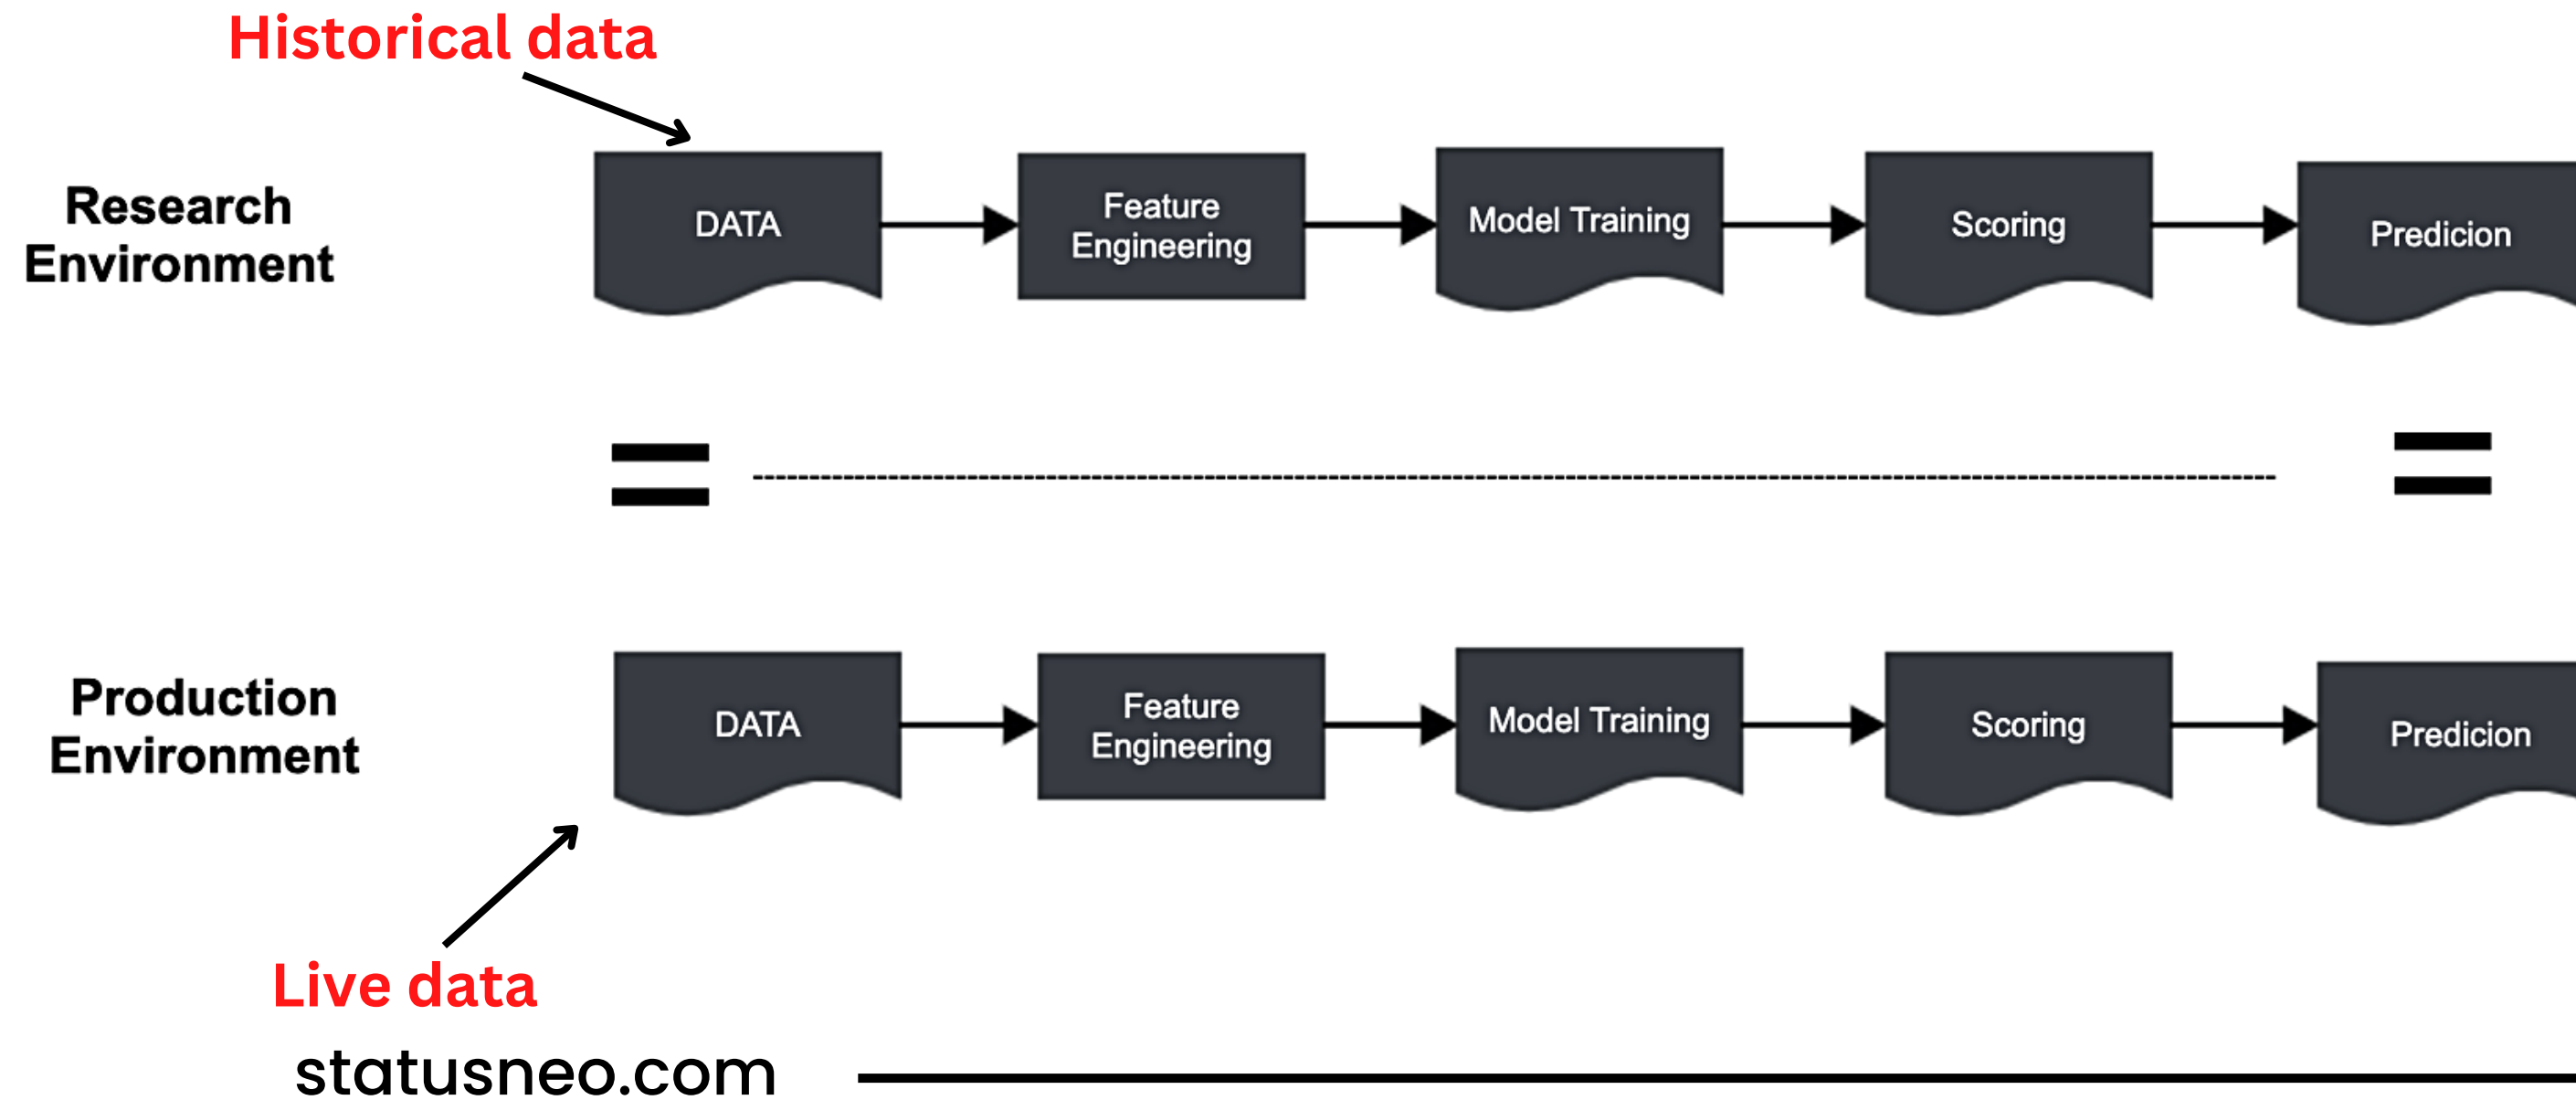 Historical data
Research
Environment
DATA
Feature
Engineering
Model Training
Scoring
Predicion
=
=
Production
Environment
DATA
Feature
Engineering
Model Training
Scoring
Predicion
Live data
statusneo.com